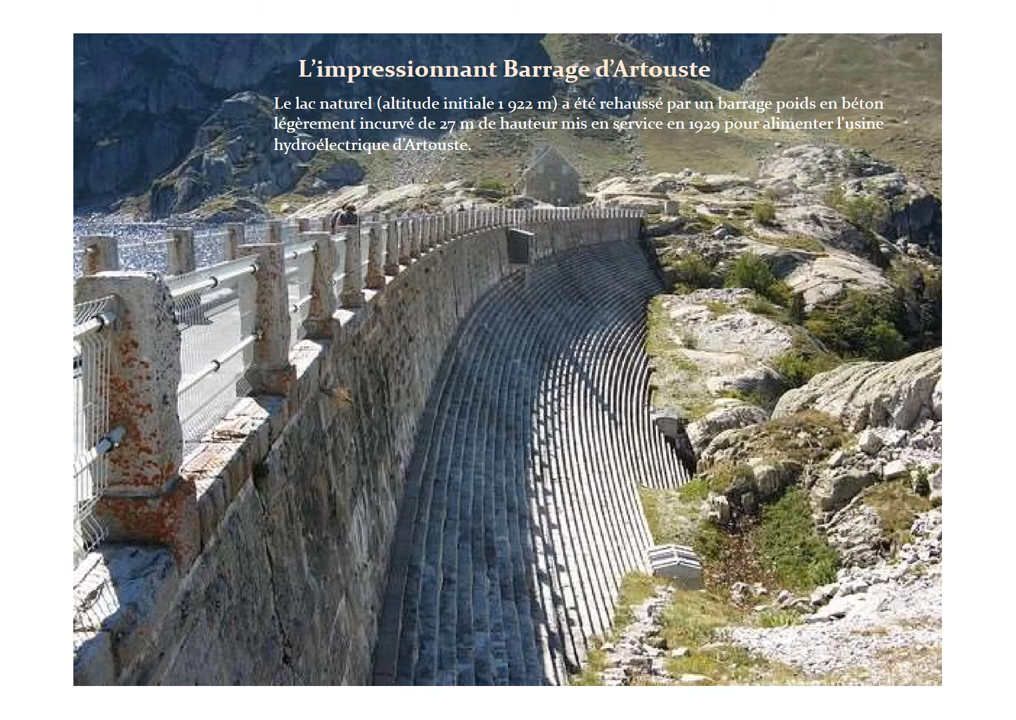 L'impressionnant Barrage d'Artouste
Le lac naturel (altitude initiale 1 922 m) a été rehaussé par un barrage poids en béton
légèrement incurvé de 27 m de hauteur mis en service en 1929 pour alimenter l'usine
hydroélectrique d'Artouste.